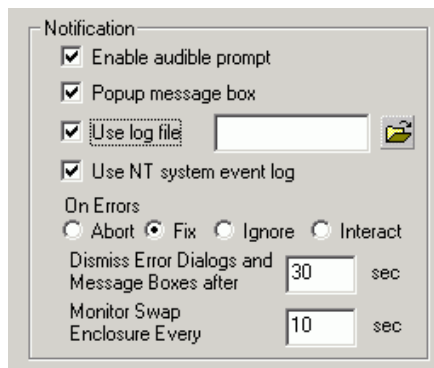 Notification
Enable audible prompt
Popup message box
Use log file
Use NT system event log
On Errors
Abort Fix Ignore Interact
Dismiss Error Dialogs and
Message Boxes after 30 sec
Monitor Swap
Enclosure Every 10 sec